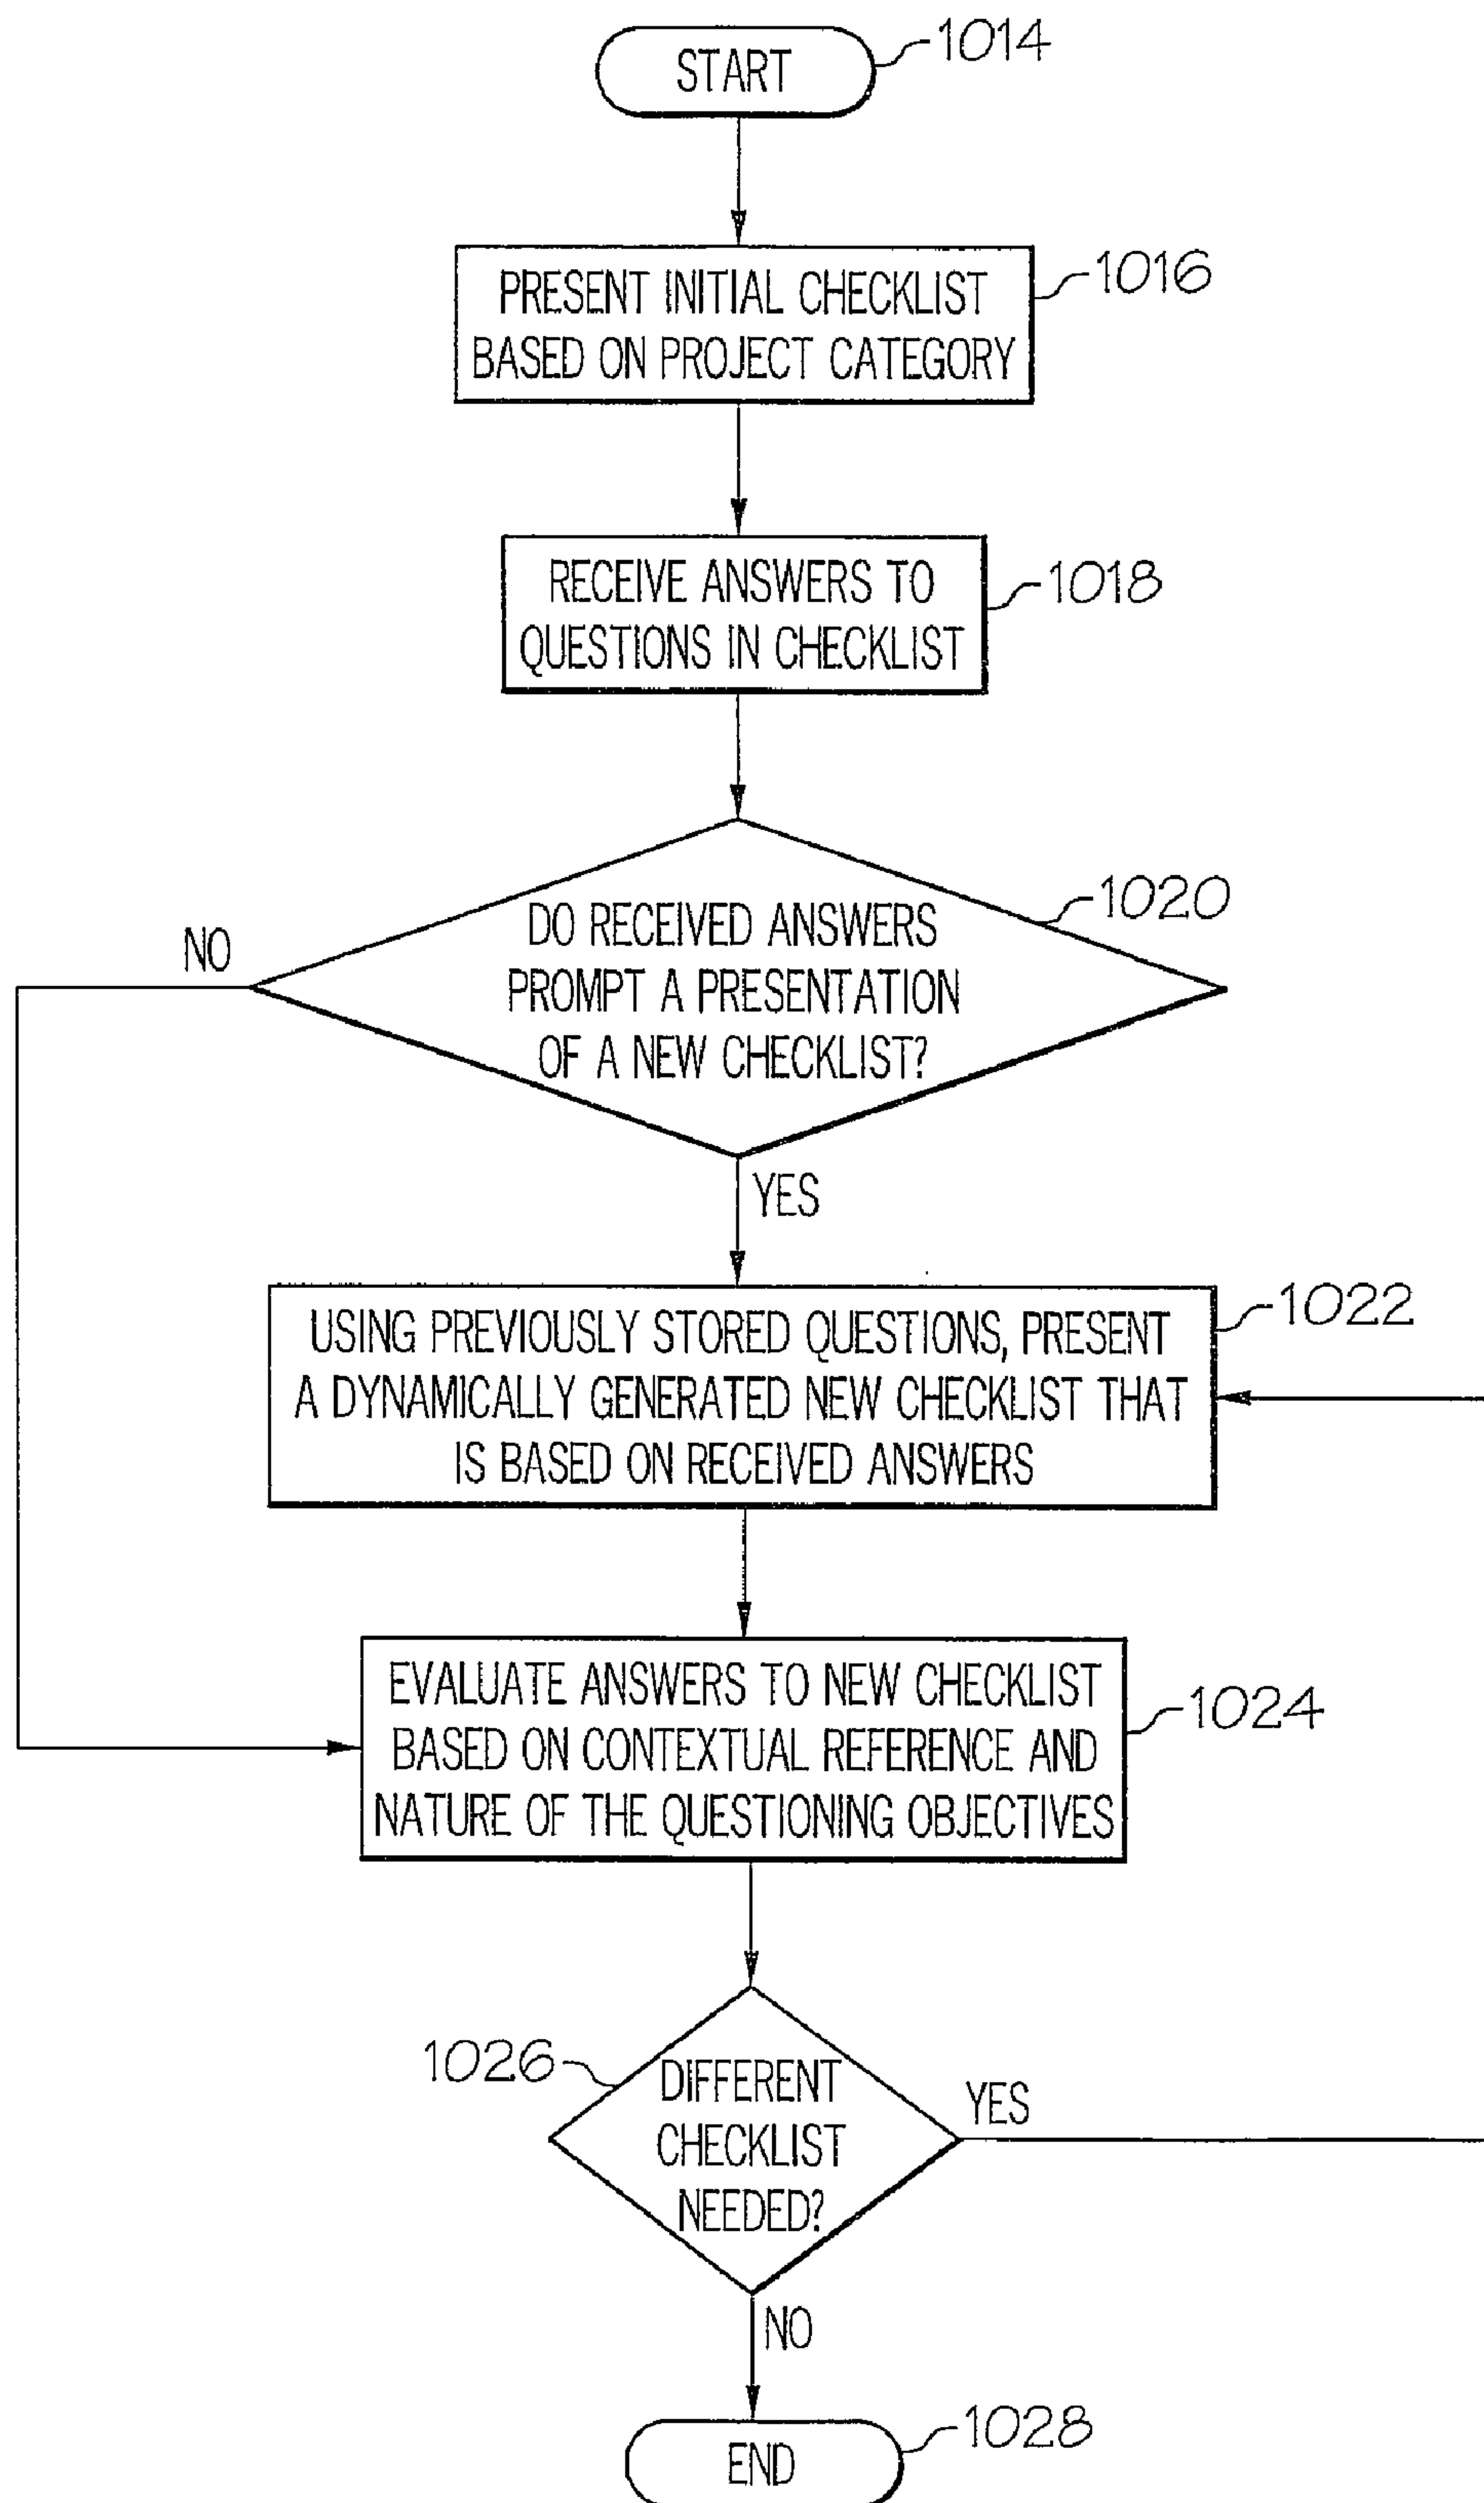 START
1014
PRESENT INITIAL CHECKLIST
BASED ON PROJECT CATEGORY
1016
RECEIVE ANSWERS TO
QUESTIONS IN CHECKLIST
1018
DO RECEIVED ANSWERS
PROMPT A PRESENTATION
OF A NEW CHECKLIST?
1020
NO
YES
USING PREVIOUSLY STORED QUESTIONS, PRESENT
A DYNAMICALLY GENERATED NEW CHECKLIST THAT
IS BASED ON RECEIVED ANSWERS
1022
EVALUATE ANSWERS TO NEW CHECKLIST
BASED ON CONTEXTUAL REFERENCE AND
NATURE OF THE QUESTIONING OBJECTIVES
1024
1026
DIFFERENT
CHECKLIST
NEEDED?
YES
NO
END
1028